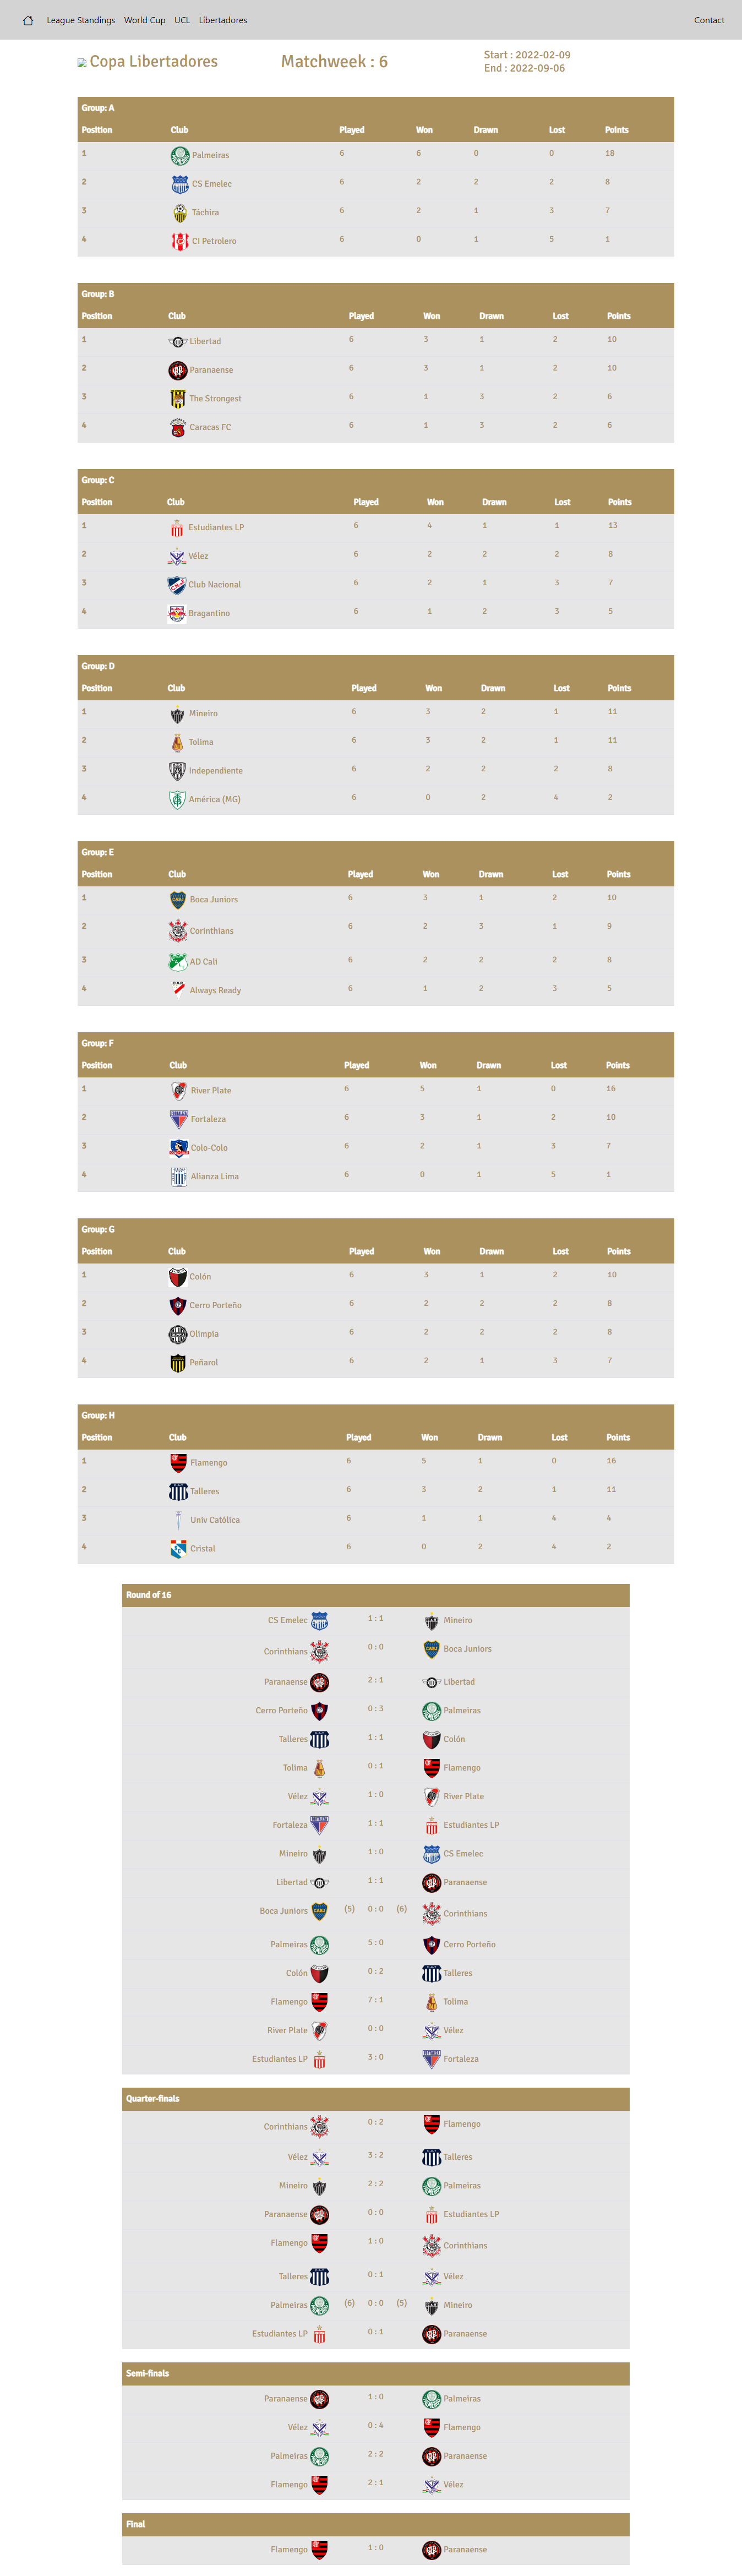 League Standings World Cup UCL Libertadores Contact
Copa Libertadores Matchweek : 6 Start : 2022-02-09
End : 2022-09-06
Group: A
Position Club Played Won Drawn Lost Points
1 Palmeiras 6 6 0 0 18
2 CS Emelec 6 2 2 2 8
3 Táchira 6 2 1 3 7
4 CI Petrolero 6 0 1 5 1
Group: B
Position Club Played Won Drawn Lost Points
1 Libertad 6 3 1 2 10
2 Paranaense 6 3 1 2 10
3 The Strongest 6 1 3 2 6
4 Caracas FC 6 1 3 2 6
Group: C
Position Club Played Won Drawn Lost Points
1 Estudiantes LP 6 4 1 1 13
2 Vélez 6 2 2 2 8
3 Club Nacional 6 2 1 3 7
4 Bragantino 6 1 2 3 5
Group: D
Position Club Played Won Drawn Lost Points
1 Mineiro 6 3 2 1 11
2 Tolima 6 3 2 1 11
3 Independiente 6 2 2 2 8
4 América (MG) 6 0 2 4 2
Group: E
Position Club Played Won Drawn Lost Points
1 Boca Juniors 6 3 1 2 10
2 Corinthians 6 2 3 1 9
3 AD Cali 6 2 2 2 8
4 Always Ready 6 1 2 3 5
Group: F
Position Club Played Won Drawn Lost Points
1 River Plate 6 5 1 0 16
2 Fortaleza 6 3 1 2 10
3 Colo-Colo 6 2 1 3 7
4 Alianza Lima 6 0 1 5 1
Group: G
Position Club Played Won Drawn Lost Points
1 Colón 6 3 1 2 10
2 Cerro Porteño 6 2 2 2 8
3 Olimpia 6 2 2 2 8
4 Peñarol 6 2 1 3 7
Group: H
Position Club Played Won Drawn Lost Points
1 Flamengo 6 5 1 0 16
2 Talleres 6 3 2 1 11
3 Univ Católica 6 1 1 4 4
4 Cristal 6 0 2 4 2
Round of 16
CS Emelec 1 : 1 Mineiro
Corinthians 0 : 0 Boca Juniors
Paranaense 2 : 1 Libertad
Cerro Porteño 0 : 3 Palmeiras
Talleres 1 : 1 Colón
Tolima 0 : 1 Flamengo
Vélez 1 : 0 River Plate
Fortaleza 1 : 1 Estudiantes LP
Mineiro 1 : 0 CS Emelec
Libertad 1 : 1 Paranaense
Boca Juniors (5) 0 : 0 (6) Corinthians
Palmeiras 5 : 0 Cerro Porteño
Colón 0 : 2 Talleres
Flamengo 7 : 1 Tolima
River Plate 0 : 0 Vélez
Estudiantes LP 3 : 0 Fortaleza
Quarter-finals
Corinthians 0 : 2 Flamengo
Vélez 3 : 2 Talleres
Mineiro 2 : 2 Palmeiras
Paranaense 0 : 0 Estudiantes LP
Flamengo 1 : 0 Corinthians
Talleres 0 : 1 Vélez
Palmeiras (6) 0 : 0 (5) Mineiro
Estudiantes LP 0 : 1 Paranaense
Semi-finals
Paranaense 1 : 0 Palmeiras
Vélez 0 : 4 Flamengo
Palmeiras 2 : 2 Paranaense
Flamengo 2 : 1 Vélez
Final
Flamengo 1 : 0 Paranaense